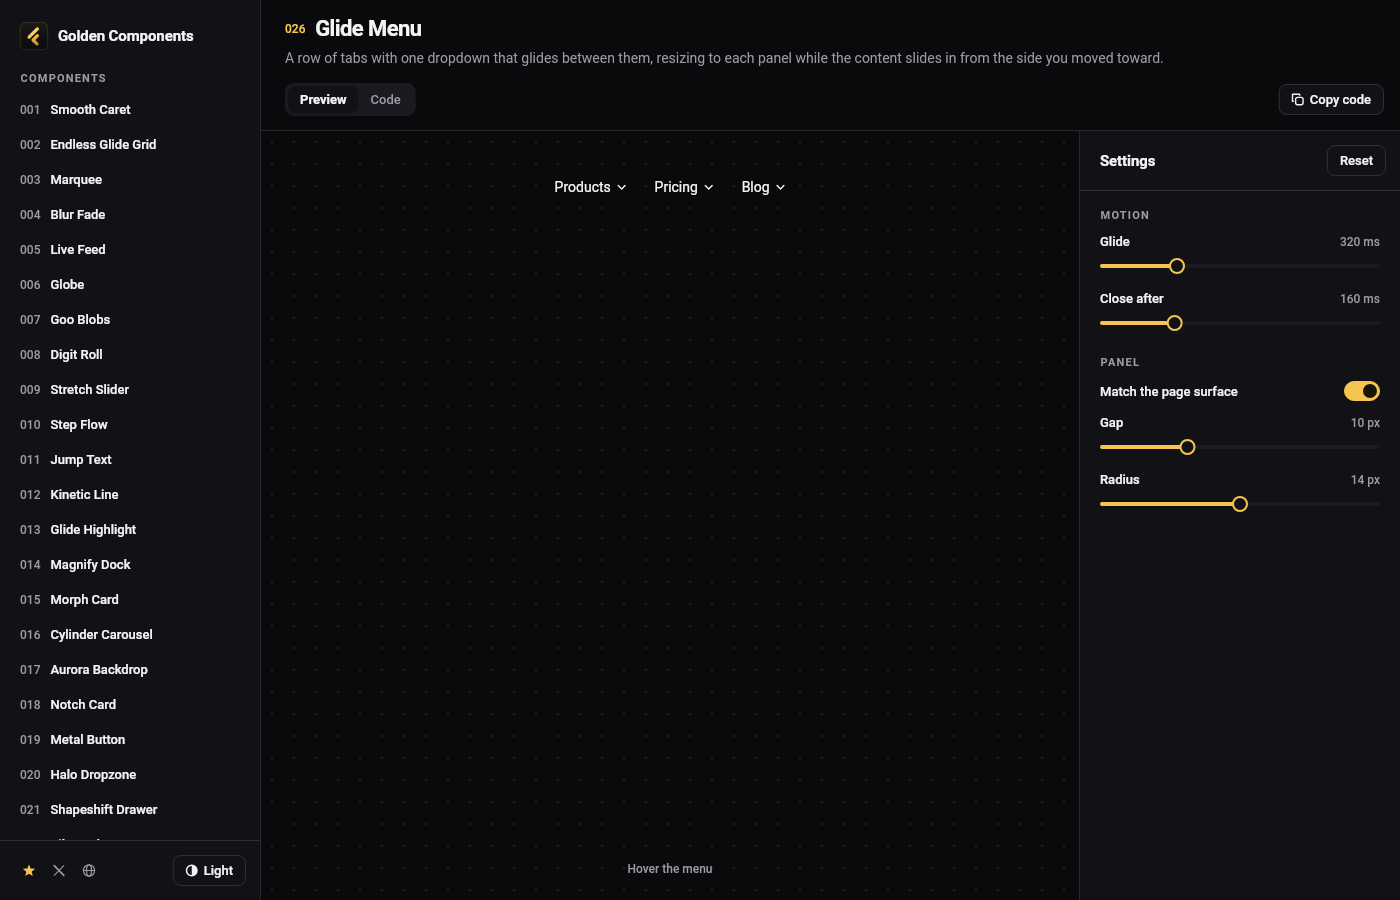 Golden Components
COMPONENTS
001 Smooth Caret
002 Endless Glide Grid
003 Marquee
004 Blur Fade
005 Live Feed
006 Globe
007 Goo Blobs
008 Digit Roll
009 Stretch Slider
010 Step Flow
011 Jump Text
012 Kinetic Line
013 Glide Highlight
014 Magnify Dock
015 Morph Card
016 Cylinder Carousel
017 Aurora Backdrop
018 Notch Card
019 Metal Button
020 Halo Dropzone
021 Shapeshift Drawer
Light
026 Glide Menu
A row of tabs with one dropdown that glides between them, resizing to each panel while the content slides in from the side you moved toward.
Preview Code
Copy code
Products Pricing Blog
Hover the menu
Settings Reset
MOTION
Glide 320 ms
Close after 160 ms
PANEL
Match the page surface
Gap 10 px
Radius 14 px